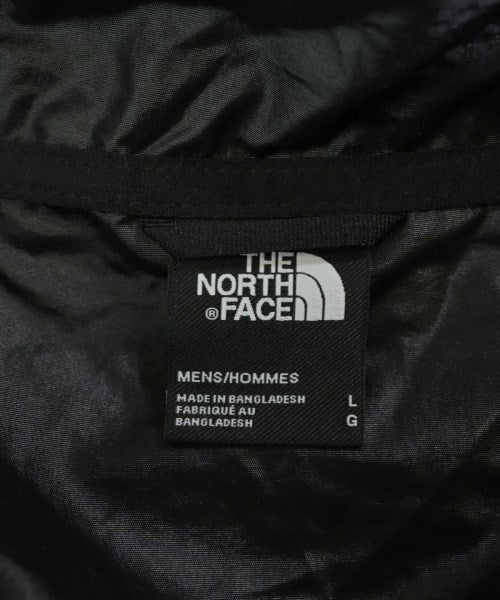 THE
NORTH
® FACE
MENS/HOMMES
MADE IN BANGLADESH L
FABRIQUÉ AU
BANGLADESH G